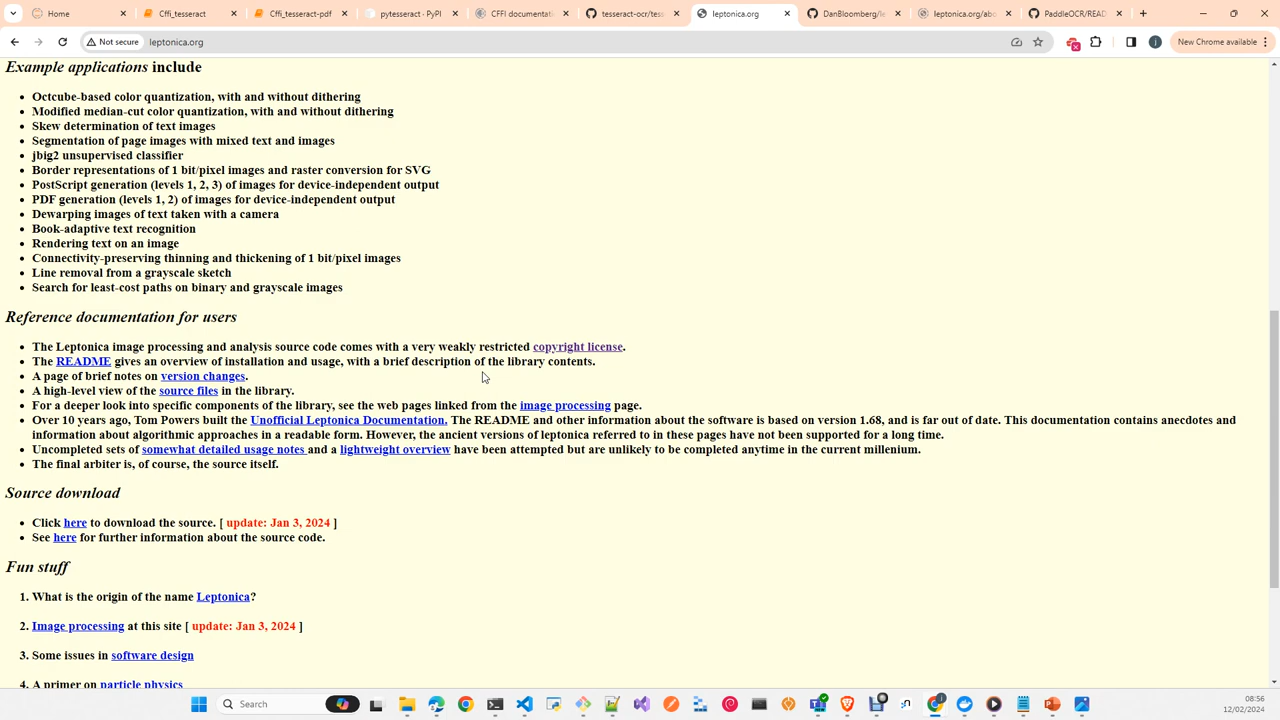 Home
Cffi_tesseract
Cffi_tesseract-pdf
pytesseract - PyPI
CFFI documentati
tesseract-ocr/tess
leptonica.org
DanBloomberg/le
leptonica.org/abo
PaddleOCR/READ
Not secure
leptonica.org
New Chrome available
Example applications include
Octcube-based color quantization, with and without dithering
Modified median-cut color quantization, with and without dithering
Skew determination of text images
Segmentation of page images with mixed text and images
jbig2 unsupervised classifier
Border representations of 1 bit/pixel images and raster conversion for SVG
PostScript generation (levels 1, 2, 3) of images for device-independent output
PDF generation (levels 1, 2) of images for device-independent output
Dewarping images of text taken with a camera
Book-adaptive text recognition
Rendering text on an image
Connectivity-preserving thinning and thickening of 1 bit/pixel images
Line removal from a grayscale sketch
Search for least-cost paths on binary and grayscale images
Reference documentation for users
The Leptonica image processing and analysis source code comes with a very weakly restricted copyright license.
The README gives an overview of installation and usage, with a brief description of the library contents.
A page of brief notes on version changes.
A high-level view of the source files in the library.
For a deeper look into specific components of the library, see the web pages linked from the image processing page.
Over 10 years ago, Tom Powers built the Unofficial Leptonica Documentation. The README and other information about the software is based on version 1.68, and is far out of date. This documentation contains anecdotes and
information about algorithmic approaches in a readable form. However, the ancient versions of leptonica referred to in these pages have not been supported for a long time.
Uncompleted sets of somewhat detailed usage notes and a lightweight overview have been attempted but are unlikely to be completed anytime in the current millenium.
The final arbiter is, of course, the source itself.
Source download
Click here to download the source. [ update: Jan 3, 2024 ]
See here for further information about the source code.
Fun stuff
1. What is the origin of the name Leptonica?
2. Image processing at this site [ update: Jan 3, 2024 ]
3. Some issues in software design
4. A primer on particle physics
Search
08:56
12/02/2024